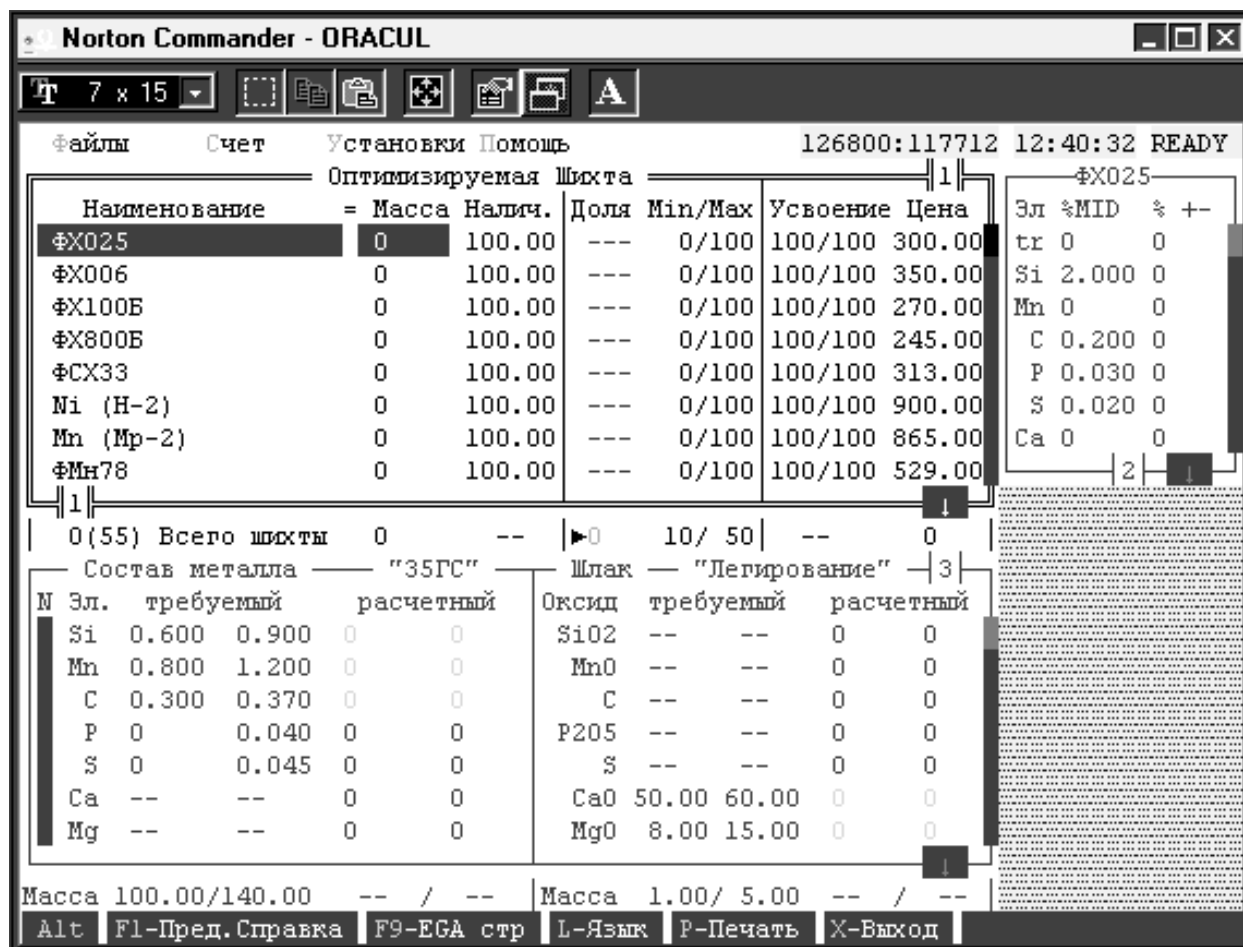 Norton Commander - ORACUL
7 x 15
A
Файлы Счет Установки Помощь 126800:117712 12:40:32 READY
Оптимизируемая Шихта 1 ФХ025
Наименование = Масса Налич. Доля Min/Max Усвоение Цена Эл %MID % +-
ФХ025 0 100.00 --- 0/100 100/100 300.00 tr 0 0
ФХ006 0 100.00 --- 0/100 100/100 350.00 Si 2.000 0
ФХ100Б 0 100.00 --- 0/100 100/100 270.00 Mn 0 0
ФХ800Б 0 100.00 --- 0/100 100/100 245.00 C 0.200 0
ФСХ33 0 100.00 --- 0/100 100/100 313.00 P 0.030 0
Ni (Н-2) 0 100.00 --- 0/100 100/100 900.00 S 0.020 0
Mn (Мр-2) 0 100.00 --- 0/100 100/100 865.00 Ca 0 0
ФМн78 0 100.00 --- 0/100 100/100 529.00 2 ↓
1 ↓
0(55) Всего шихты 0 -- ►0 10/ 50 -- 0
Состав металла "35ГС" Шлак "Легирование" 3
N Эл. требуемый расчетный Оксид требуемый расчетный
Si 0.600 0.900 0 0 SiO2 -- -- 0 0
Mn 0.800 1.200 0 0 MnO -- -- 0 0
C 0.300 0.370 0 0 C -- -- 0 0
P 0 0.040 0 0 P2O5 -- -- 0 0
S 0 0.045 0 0 S -- -- 0 0
Ca -- -- 0 0 CaO 50.00 60.00 0 0
Mg -- -- 0 0 MgO 8.00 15.00 0 0
↓
Масса 100.00/140.00 -- / -- Масса 1.00/ 5.00 -- / --
Alt F1-Пред.Справка F9-EGA стр L-Язык P-Печать X-Выход